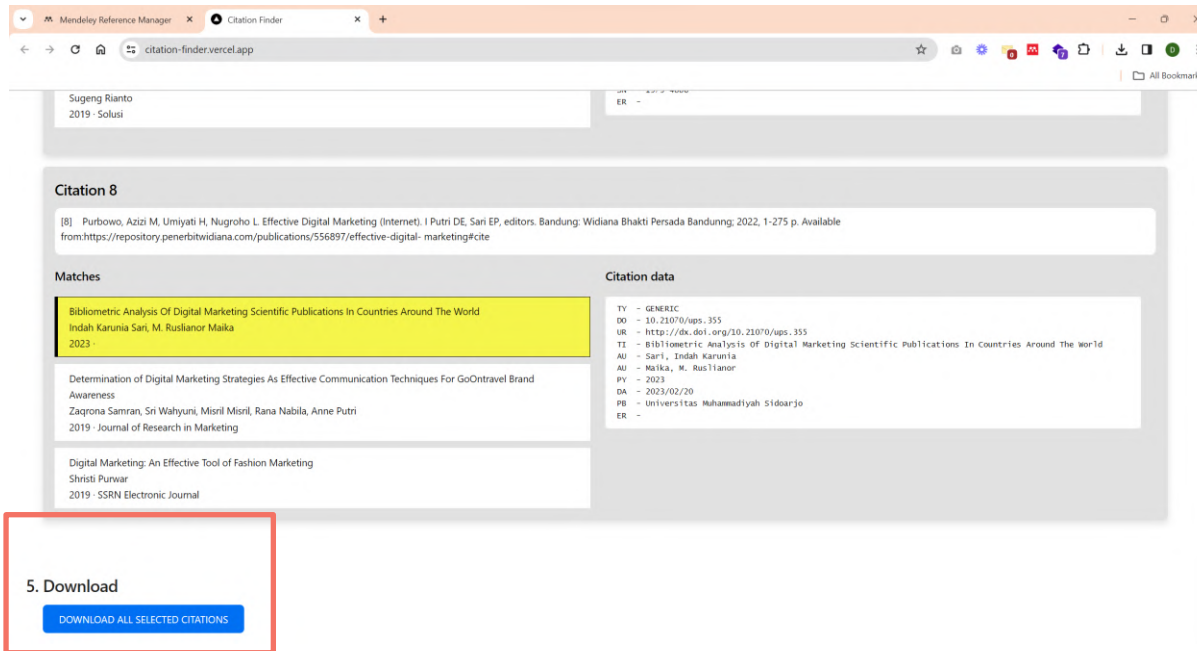 Mendeley Reference Manager
Citation Finder
citation-finder.vercel.app
0
7
D
All Bookmark
Sugeng Rianto
2019 · Solusi
ER -
Citation 8
[8] Purbowo, Azizi M, Umiyati H, Nugroho L. Effective Digital Marketing (Internet). I Putri DE, Sari EP, editors. Bandung: Widiana Bhakti Persada Bandunng; 2022, 1-275 p. Available
from:https://repository.penerbitwidiana.com/publications/556897/effective-digital- marketing#cite
Matches
Bibliometric Analysis Of Digital Marketing Scientific Publications In Countries Around The World
Indah Karunia Sari, M. Ruslianor Maika
2023 ·
Determination of Digital Marketing Strategies As Effective Communication Techniques For GoOntravel Brand
Awareness
Zaqrona Samran, Sri Wahyuni, Misril Misril, Rana Nabila, Anne Putri
2019 · Journal of Research in Marketing
Digital Marketing: An Effective Tool of Fashion Marketing
Shristi Purwar
2019 · SSRN Electronic Journal
Citation data
TY - GENERIC
DO - 10.21070/ups.355
UR - http://dx.doi.org/10.21070/ups.355
TI - Bibliometric Analysis Of Digital Marketing Scientific Publications In Countries Around The World
AU - Sari, Indah Karunia
AU - Maika, M. Ruslianor
PY - 2023
DA - 2023/02/20
PB - Universitas Muhammadiyah Sidoarjo
ER -
5. Download
DOWNLOAD ALL SELECTED CITATIONS